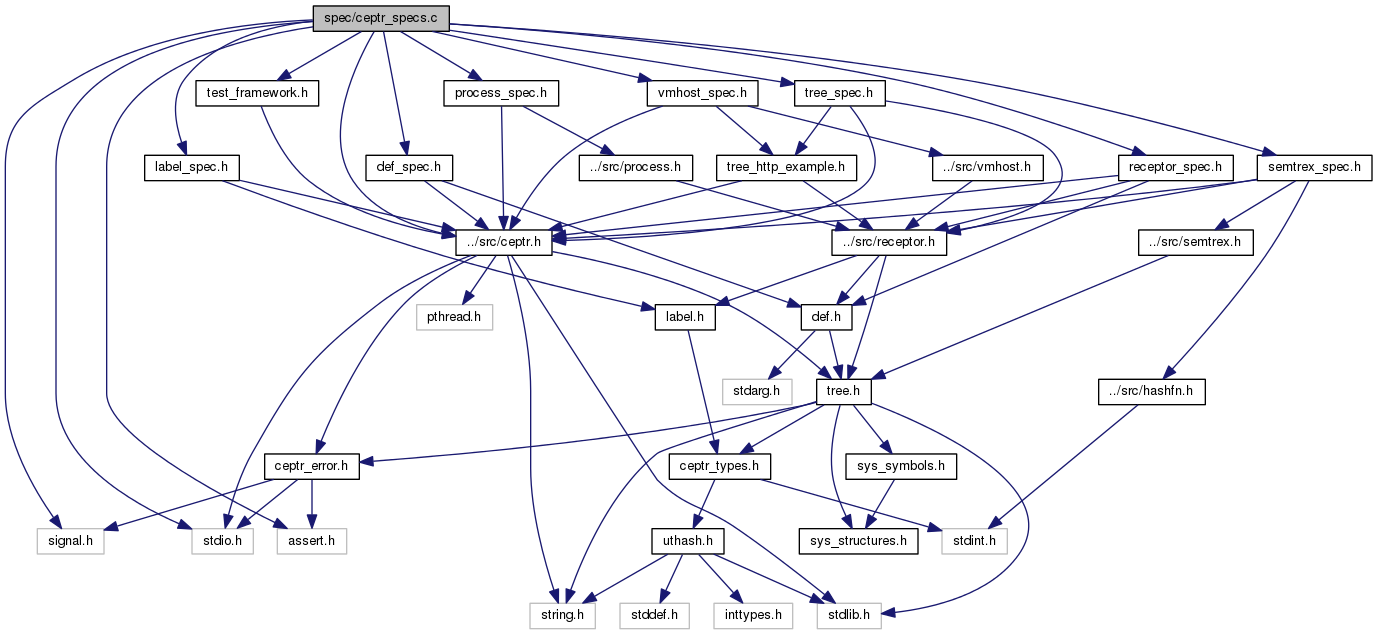 spec/ceptr_specs.c
test_framework.h
process_spec.h
vmhost_spec.h
tree_spec.h
label_spec.h
def_spec.h
../src/process.h
tree_http_example.h
../src/vmhost.h
receptor_spec.h
semtrex_spec.h
../src/ceptr.h
../src/receptor.h
../src/semtrex.h
pthread.h
label.h
def.h
stdarg.h
tree.h
../src/hashfn.h
ceptr_error.h
ceptr_types.h
sys_symbols.h
signal.h
stdio.h
assert.h
uthash.h
sys_structures.h
stdint.h
string.h
stddef.h
inttypes.h
stdlib.h